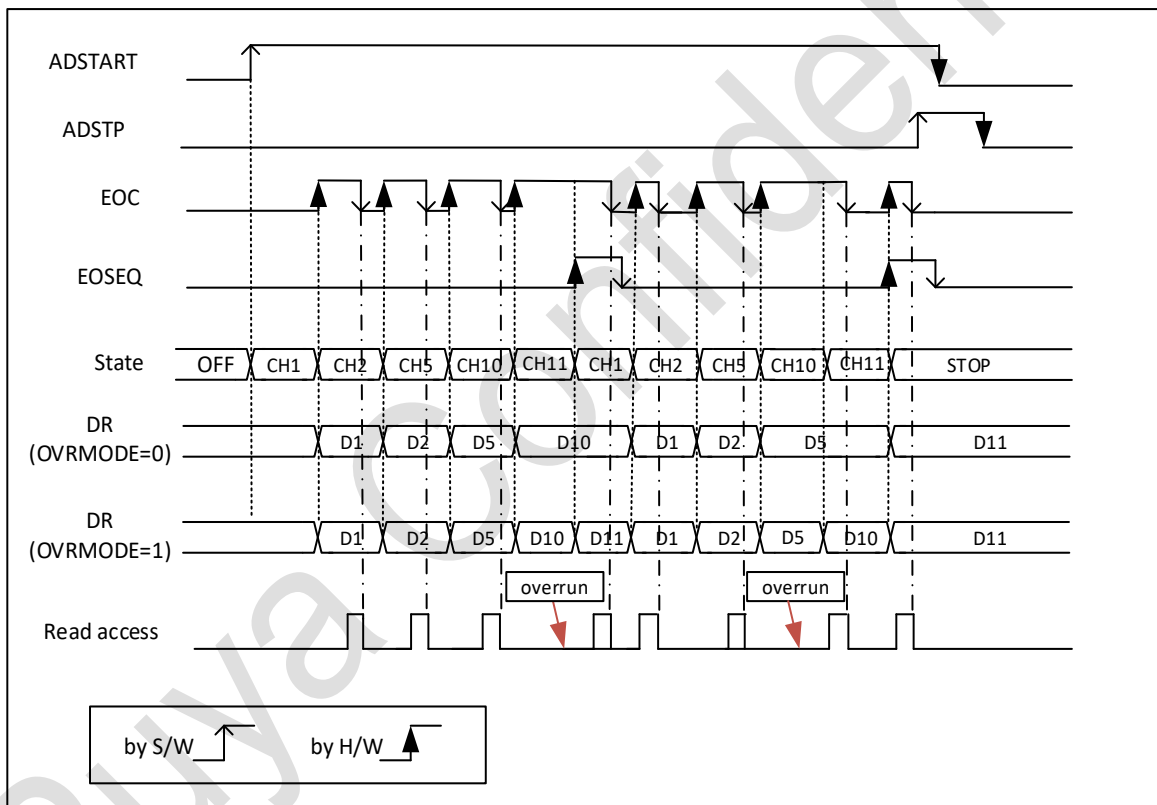 ADSTART
ADSTP
EOC
EOSEQ
State OFF CH1 CH2 CH5 CH10 CH11 CH1 CH2 CH5 CH10 CH11 STOP
DR
(OVRMODE=0) D1 D2 D5 D10 D1 D2 D5 D11
DR
(OVRMODE=1) D1 D2 D5 D10 D11 D1 D2 D5 D10 D11
overrun overrun
Read access
by S/W by H/W
uya Confiden